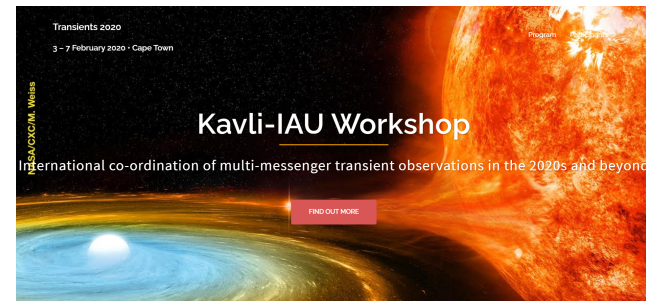 Transients 2020
3 – 7 February 2020 • Cape Town
Program
NASA/CXC/M. Weiss
Kavli-IAU Workshop
International co-ordination of multi-messenger transient observations in the 2020s and beyond
FIND OUT MORE